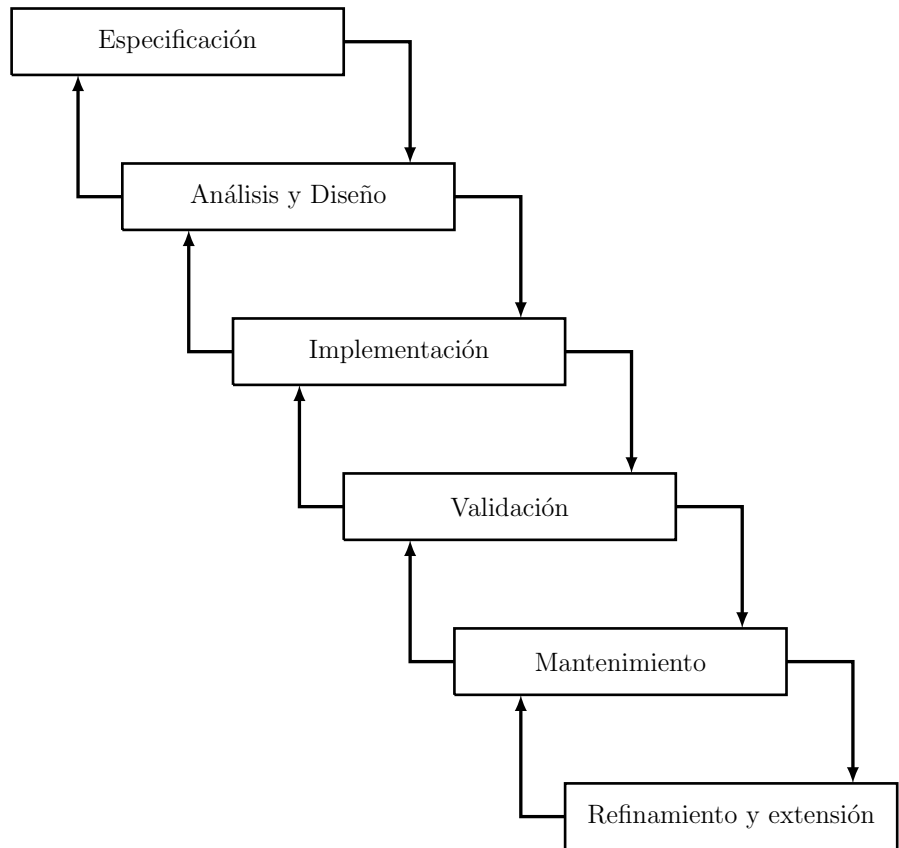 Especificación
Análisis y Diseño
Implementación
Validación
Mantenimiento
Refinamiento y extensión